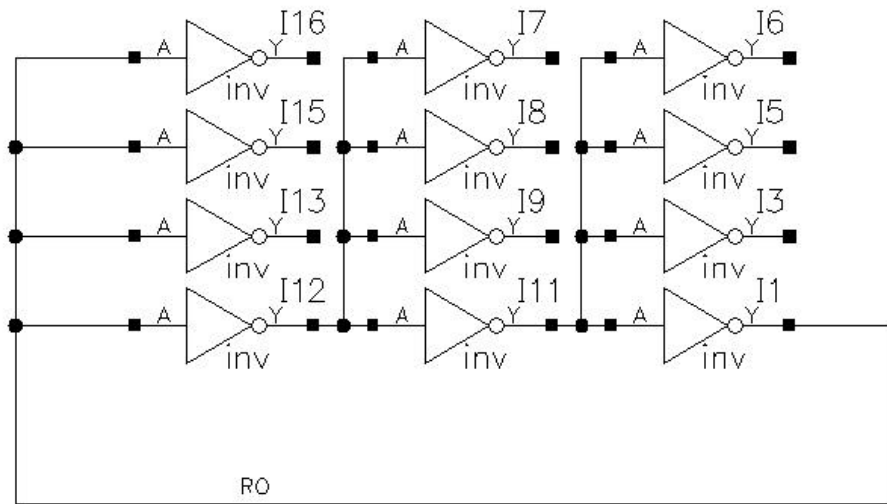 I16 I7 I6
A Y A Y A Y
inv inv inv
I15 I8 I5
A Y A Y A Y
inv inv inv
I13 I9 I3
A Y A Y A Y
inv inv inv
I12 I11 I1
A Y A Y A Y
inv inv inv
RO